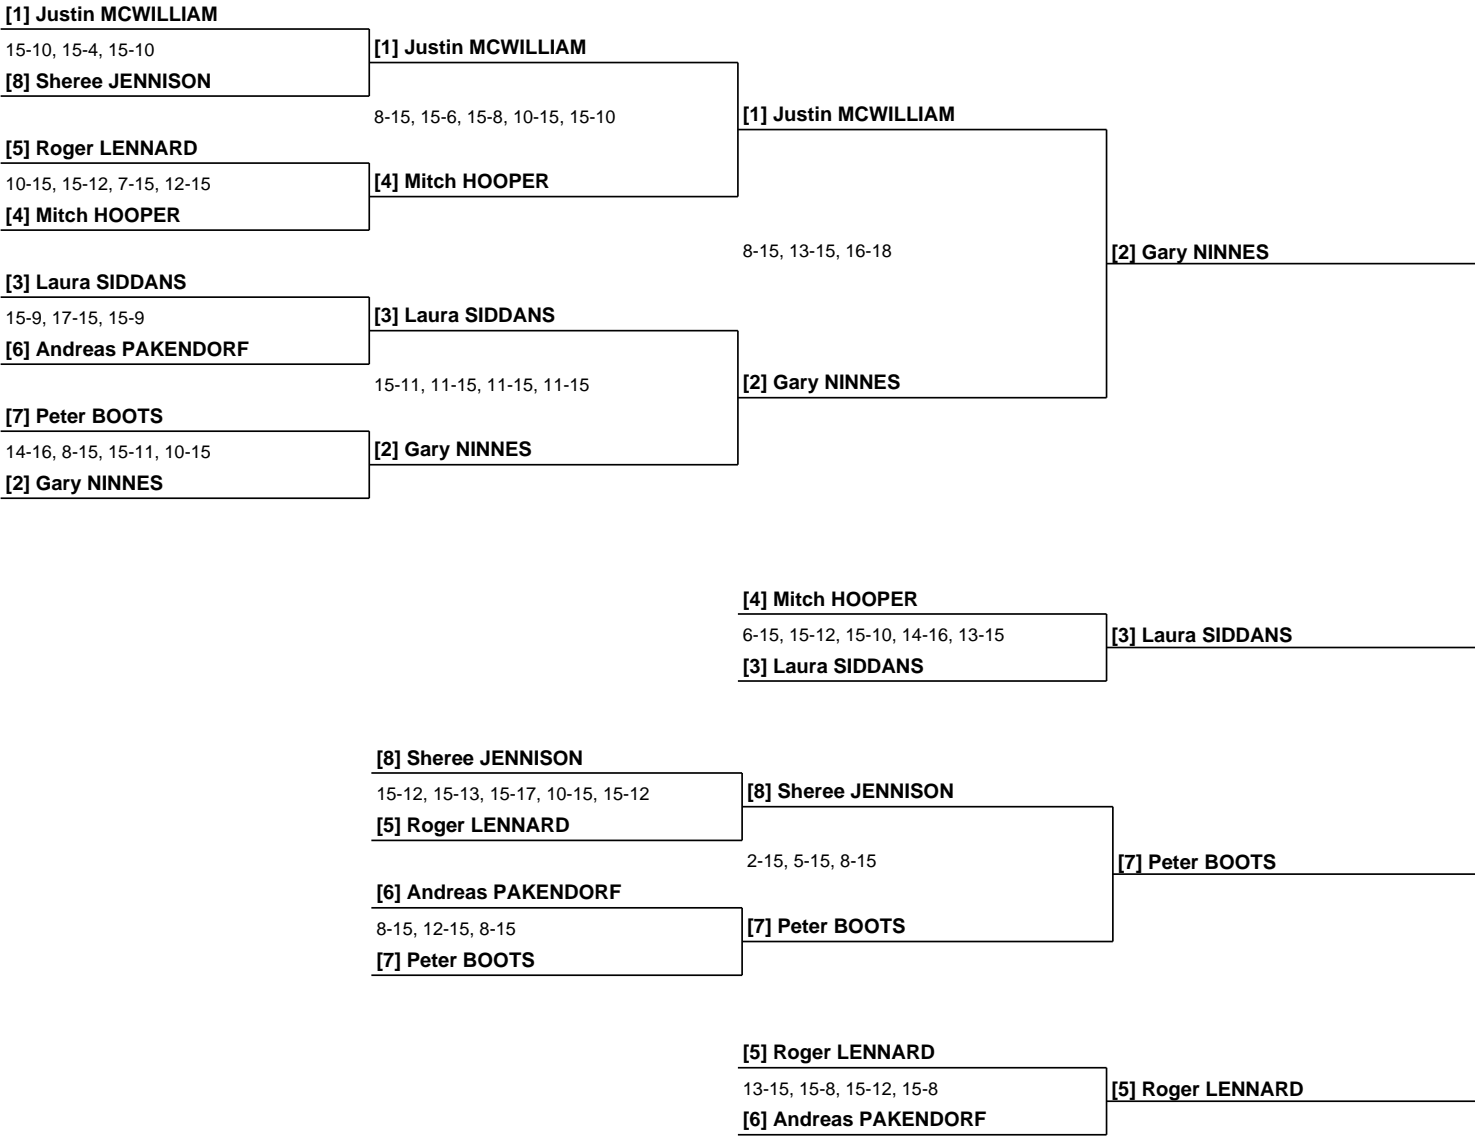 [1] Justin MCWILLIAM
15-10, 15-4, 15-10
[8] Sheree JENNISON
[5] Roger LENNARD
10-15, 15-12, 7-15, 12-15
[4] Mitch HOOPER
[3] Laura SIDDANS
15-9, 17-15, 15-9
[6] Andreas PAKENDORF
[7] Peter BOOTS
14-16, 8-15, 15-11, 10-15
[2] Gary NINNES
[1] Justin MCWILLIAM
8-15, 15-6, 15-8, 10-15, 15-10
[4] Mitch HOOPER
[3] Laura SIDDANS
15-11, 11-15, 11-15, 11-15
[2] Gary NINNES
[1] Justin MCWILLIAM
8-15, 13-15, 16-18
[2] Gary NINNES
[2] Gary NINNES
[4] Mitch HOOPER
6-15, 15-12, 15-10, 14-16, 13-15
[3] Laura SIDDANS
[3] Laura SIDDANS
[8] Sheree JENNISON
15-12, 15-13, 15-17, 10-15, 15-12
[5] Roger LENNARD
[6] Andreas PAKENDORF
8-15, 12-15, 8-15
[7] Peter BOOTS
[8] Sheree JENNISON
2-15, 5-15, 8-15
[7] Peter BOOTS
[7] Peter BOOTS
[5] Roger LENNARD
13-15, 15-8, 15-12, 15-8
[6] Andreas PAKENDORF
[5] Roger LENNARD